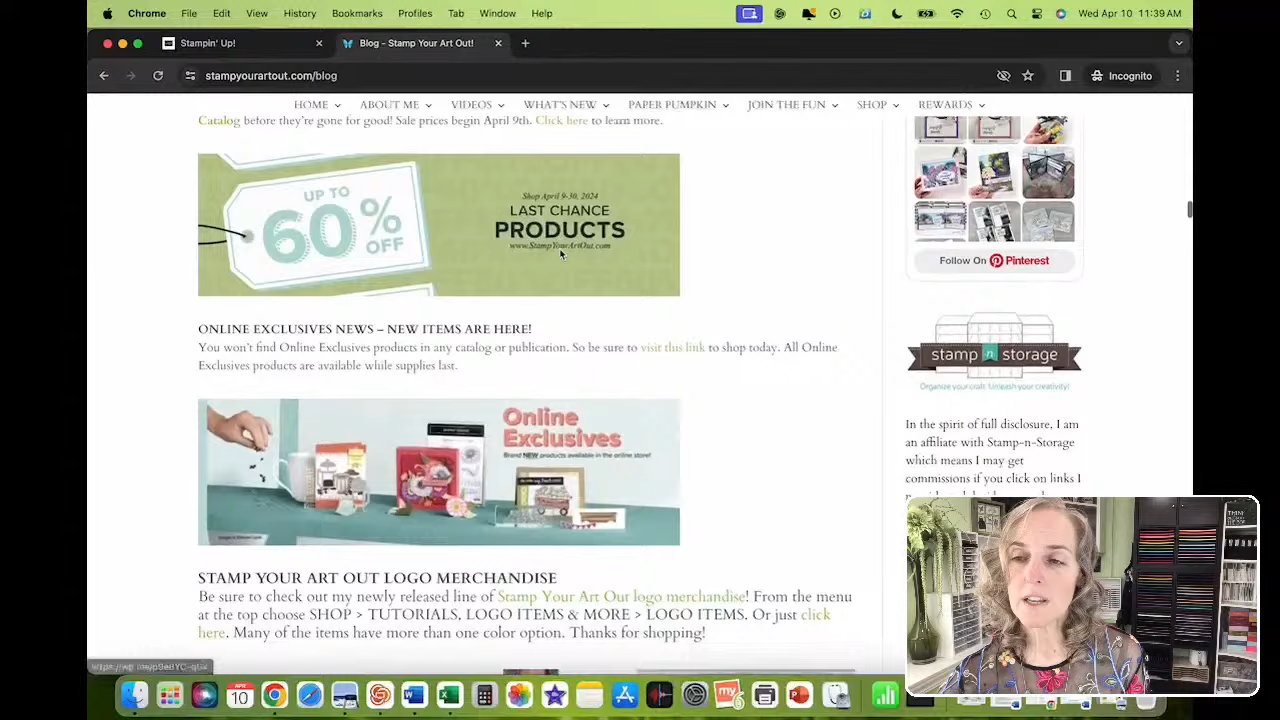 Chrome File Edit View History Bookmarks Profiles Tab Window Help Wed Apr 10 11:39 AM
Stampin' Up! Blog - Stamp Your Art Out!
stampyourartout.com/blog Incognito
HOME ABOUT ME VIDEOS WHAT'S NEW PAPER PUMPKIN JOIN THE FUN SHOP REWARDS
Catalog before they're gone for good! Sale prices begin April 9th. Click here to learn more.
UP TO
60%
OFF
Shop April 9-30, 2024
LAST CHANCE
PRODUCTS
www.StampYourArtOut.com
ONLINE EXCLUSIVES NEWS – NEW ITEMS ARE HERE!
You won't find Online Exclusives products in any catalog or publication. So be sure to visit this link to shop today. All Online
Exclusives products are available while supplies last.
Online
Exclusives
Brand NEW products available in the online store!
STAMP YOUR ART OUT LOGO MERCHANDISE
Be sure to check out my newly released line of Stamp Your Art Out logo merchandise! From the menu
at the top choose SHOP > TUTORIALS, LOGO ITEMS & MORE > LOGO ITEMS. Or just click
here. Many of the items have more than one color option. Thanks for shopping!
Follow On Pinterest
stamp n storage
Organize your craft. Unleash your creativity!
In the spirit of full disclosure, I am
an affiliate with Stamp-n-Storage
which means I may get
commissions if you click on links I
APR
10
my